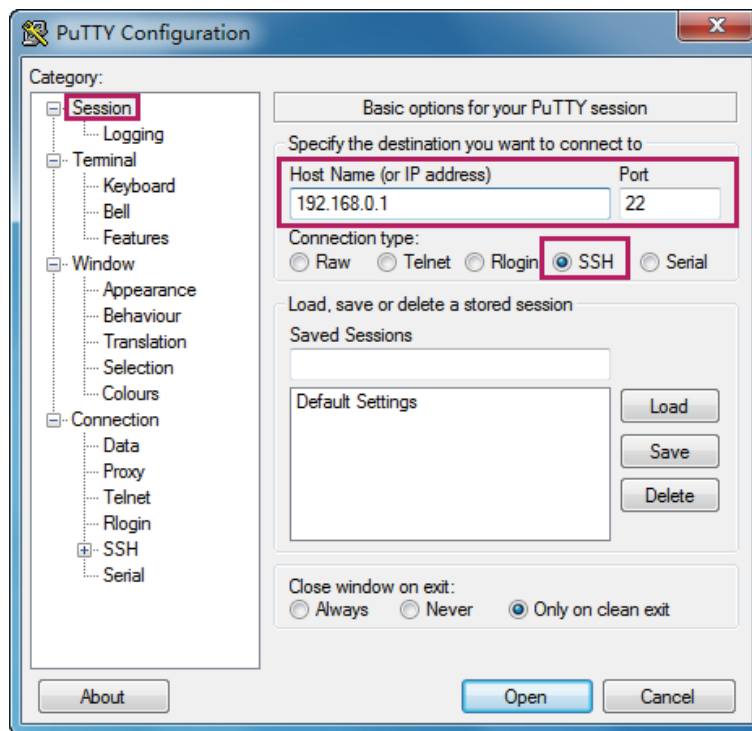 PuTTY Configuration
Category:
Session
Logging
Terminal
Keyboard
Bell
Features
Window
Appearance
Behaviour
Translation
Selection
Colours
Connection
Data
Proxy
Telnet
Rlogin
SSH
Serial
Basic options for your PuTTY session
Specify the destination you want to connect to
Host Name (or IP address) Port
192.168.0.1 22
Connection type:
Raw Telnet Rlogin SSH Serial
Load, save or delete a stored session
Saved Sessions
Default Settings
Load
Save
Delete
Close window on exit:
Always Never Only on clean exit
About Open Cancel